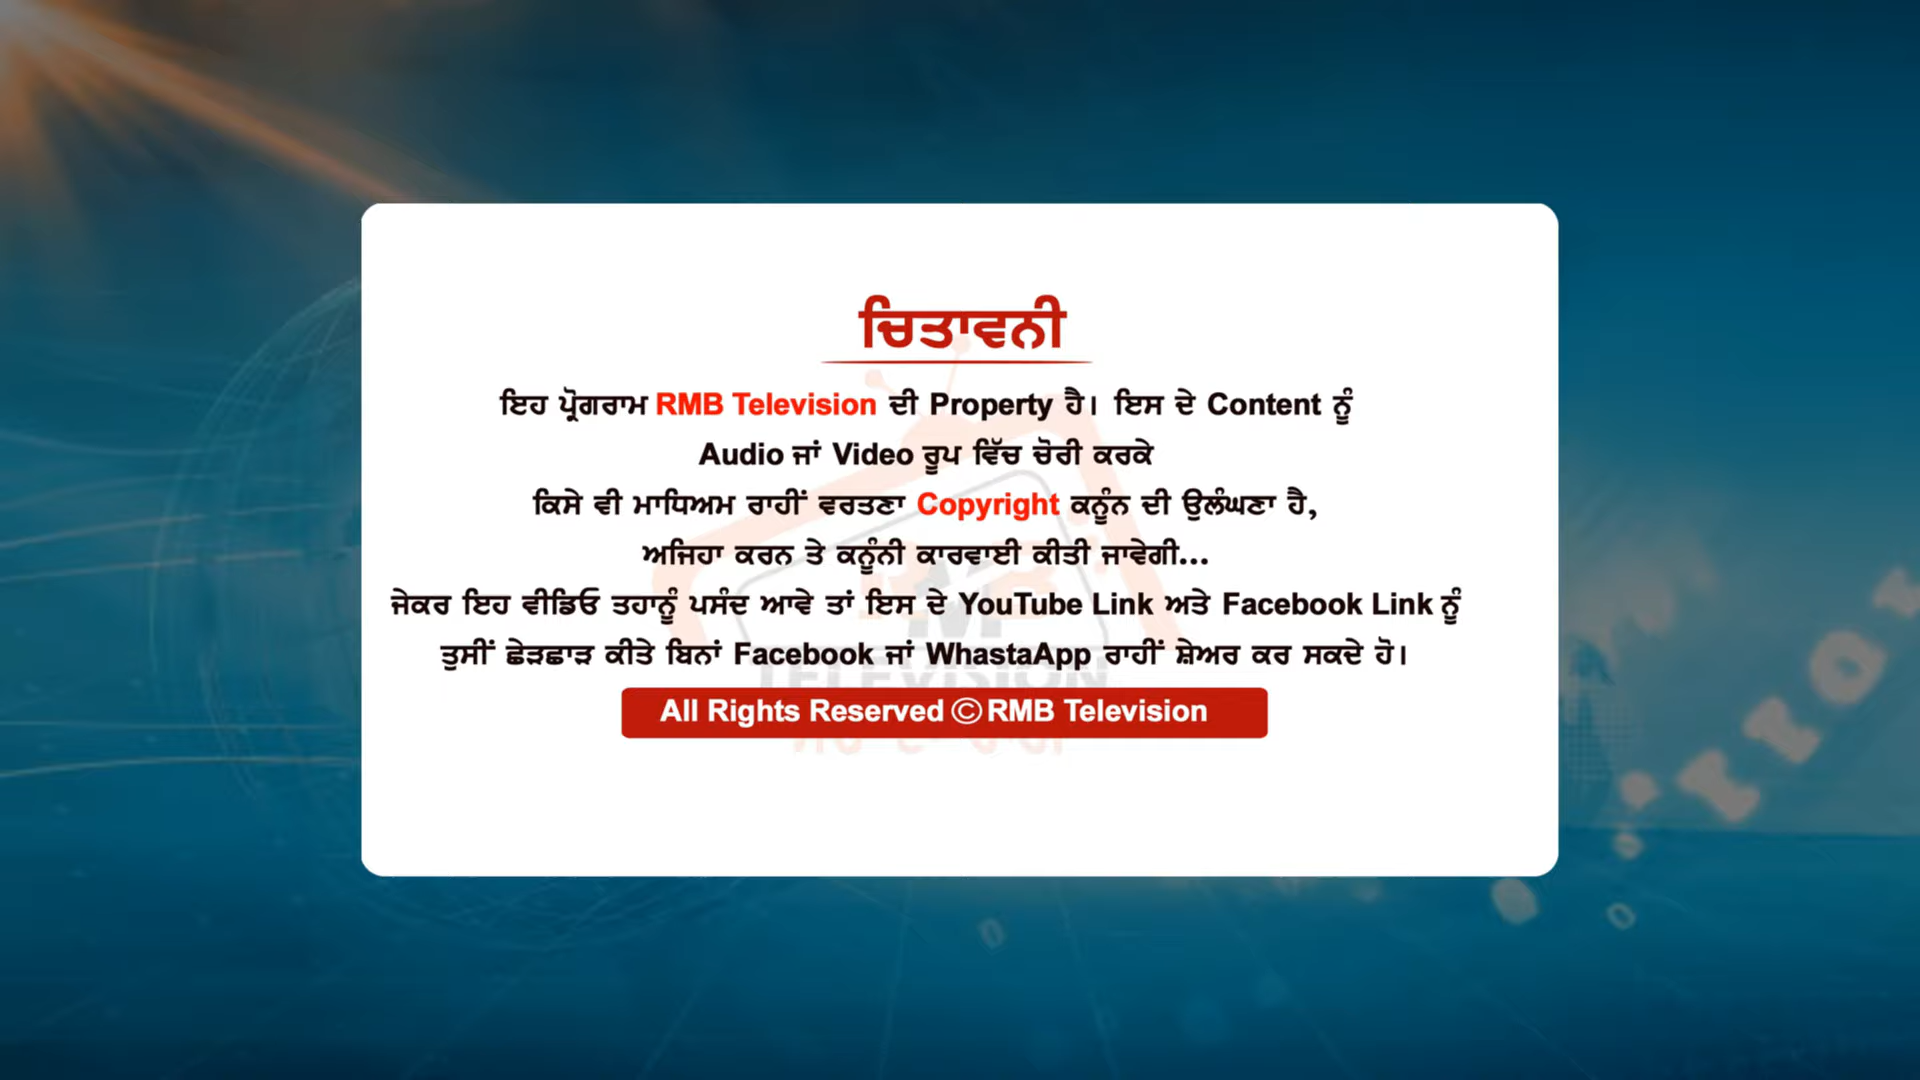 ਚਿਤਾਵਨੀ
ਇਹ ਪ੍ਰੋਗਰਾਮ RMB Television ਦੀ Property ਹੈ। ਇਸ ਦੇ Content ਨੂੰ
Audio ਜਾਂ Video ਰੂਪ ਵਿੱਚ ਚੋਰੀ ਕਰਕੇ
ਕਿਸੇ ਵੀ ਮਾਧਿਅਮ ਰਾਹੀਂ ਵਰਤਣਾ Copyright ਕਨੂੰਨ ਦੀ ਉਲੰਘਣਾ ਹੈ,
ਅਜਿਹਾ ਕਰਨ ਤੇ ਕਨੂੰਨੀ ਕਾਰਵਾਈ ਕੀਤੀ ਜਾਵੇਗੀ...
ਜੇਕਰ ਇਹ ਵੀਡਿਓ ਤਹਾਨੂੰ ਪਸੰਦ ਆਵੇ ਤਾਂ ਇਸ ਦੇ YouTube Link ਅਤੇ Facebook Link ਨੂੰ
ਤੁਸੀਂ ਛੇੜਛਾੜ ਕੀਤੇ ਬਿਨਾਂ Facebook ਜਾਂ WhastaApp ਰਾਹੀਂ ਸ਼ੇਅਰ ਕਰ ਸਕਦੇ ਹੋ।
TELEVISION
All Rights Reserved © RMB Television